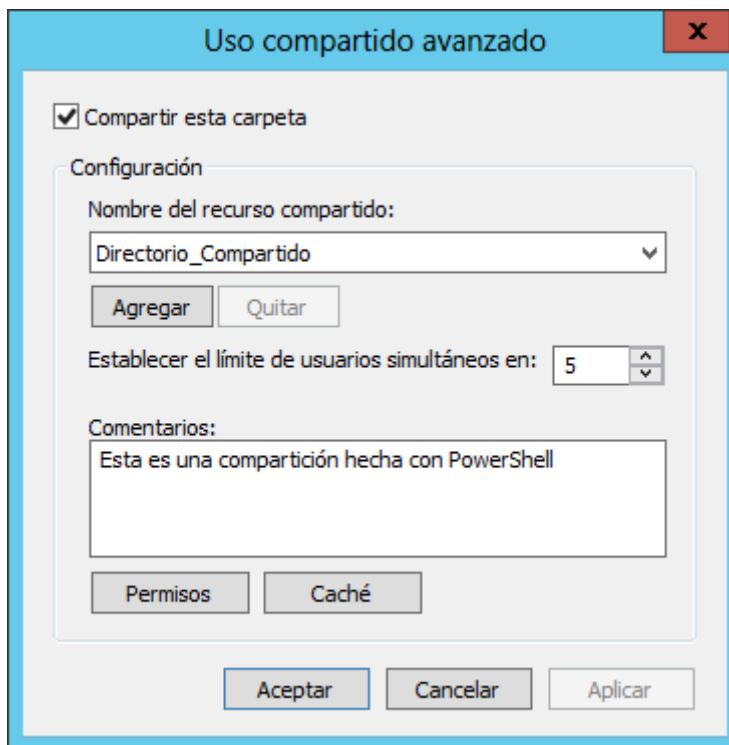 Uso compartido avanzado
x
Compartir esta carpeta
Configuración
Nombre del recurso compartido:
Directorio_Compartido
Agregar Quitar
Establecer el límite de usuarios simultáneos en: 5
Comentarios:
Esta es una compartición hecha con PowerShell
Permisos Caché
Aceptar Cancelar Aplicar